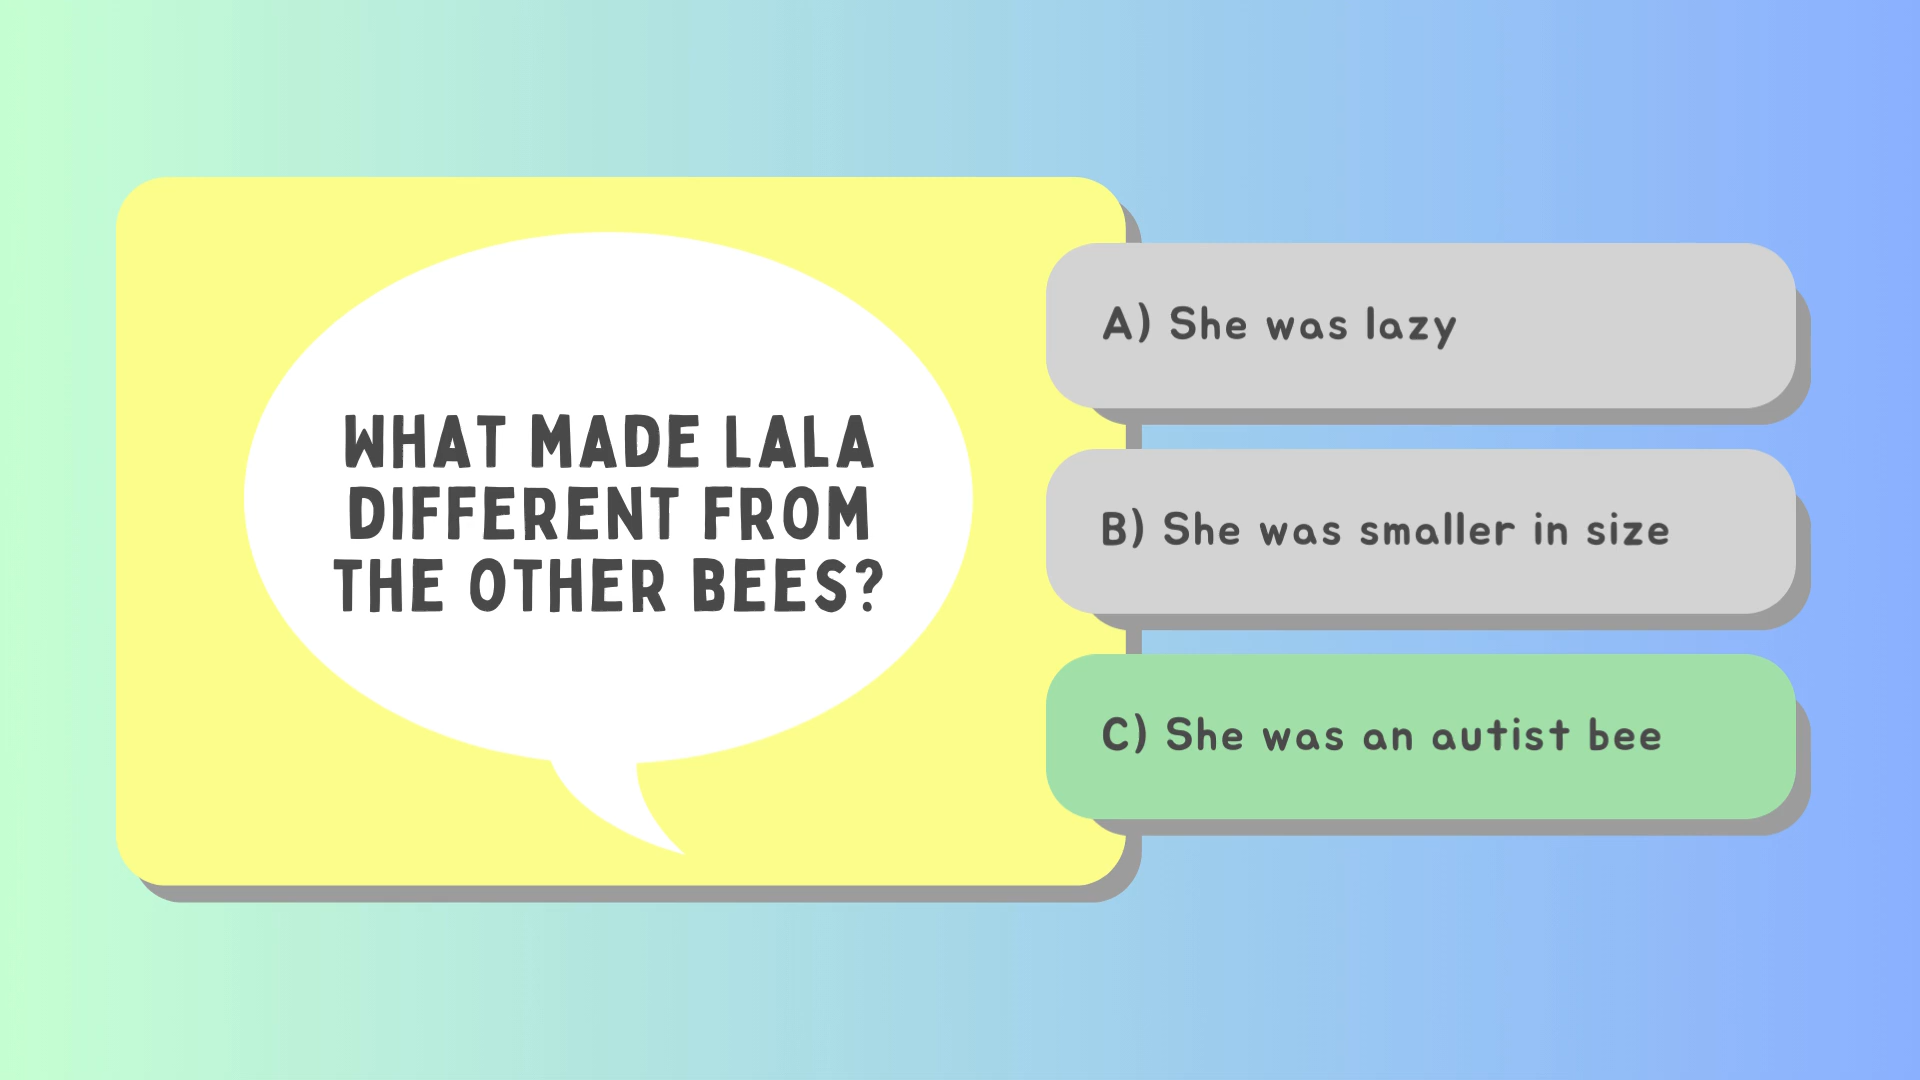 WHAT MADE LALA
DIFFERENT FROM
THE OTHER BEES?
A) She was lazy
B) She was smaller in size
C) She was an autist bee